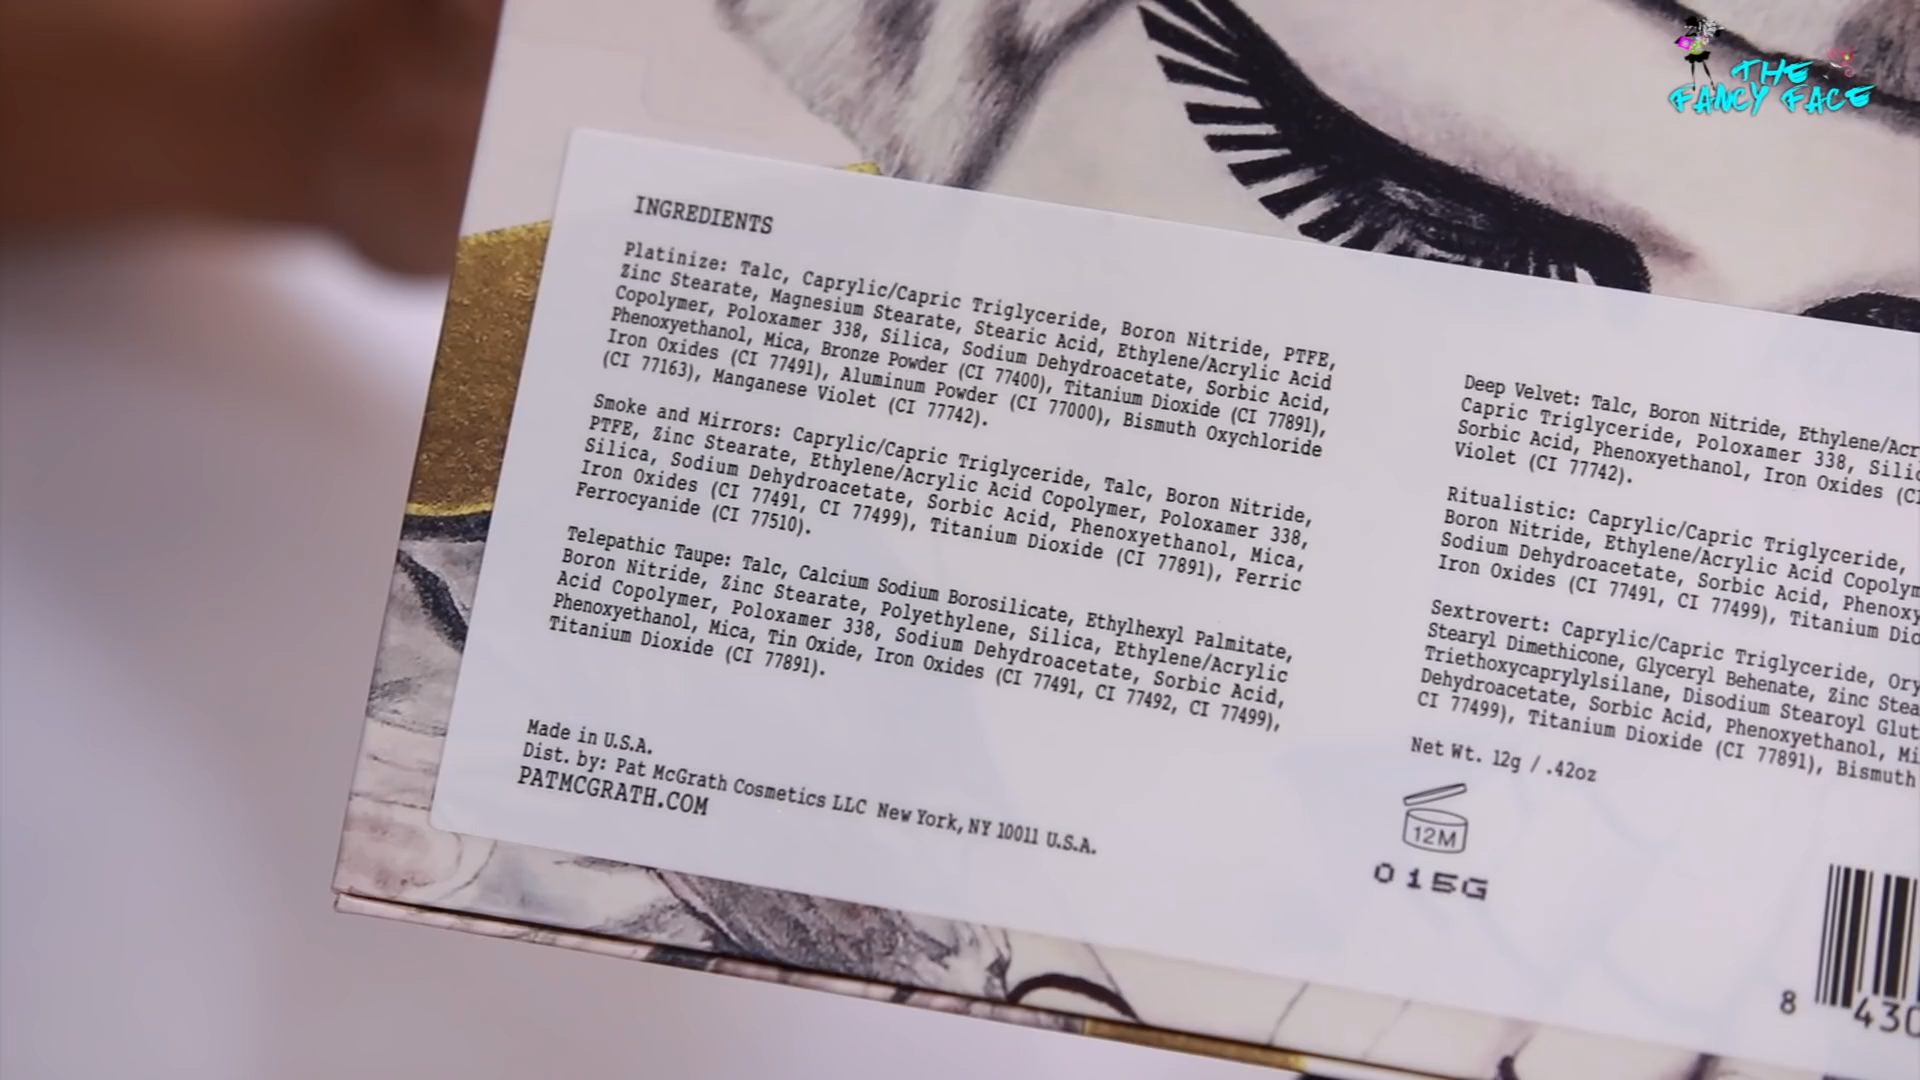 THE
FANCY FACE
INGREDIENTS
Platinize: Talc, Caprylic/Capric Triglyceride, Boron Nitride, PTFE,
Zinc Stearate, Magnesium Stearate, Stearic Acid, Ethylene/Acrylic Acid
Copolymer, Poloxamer 338, Silica, Sodium Dehydroacetate, Sorbic Acid,
Phenoxyethanol, Mica, Bronze Powder (CI 77400), Titanium Dioxide (CI 77891),
Iron Oxides (CI 77491), Aluminum Powder (CI 77000), Bismuth Oxychloride
(CI 77163), Manganese Violet (CI 77742).
Smoke and Mirrors: Caprylic/Capric Triglyceride, Talc, Boron Nitride,
PTFE, Zinc Stearate, Ethylene/Acrylic Acid Copolymer, Poloxamer 338,
Silica, Sodium Dehydroacetate, Sorbic Acid, Phenoxyethanol, Mica,
Iron Oxides (CI 77491, CI 77499), Titanium Dioxide (CI 77891), Ferric
Ferrocyanide (CI 77510).
Telepathic Taupe: Talc, Calcium Sodium Borosilicate, Ethylhexyl Palmitate,
Boron Nitride, Zinc Stearate, Polyethylene, Silica, Ethylene/Acrylic
Acid Copolymer, Poloxamer 338, Sodium Dehydroacetate, Sorbic Acid,
Phenoxyethanol, Mica, Tin Oxide, Iron Oxides (CI 77491, CI 77492, CI 77499),
Titanium Dioxide (CI 77891).
Made in U.S.A.
Dist. by: Pat McGrath Cosmetics LLC New York, NY 10011 U.S.A.
PATMCGRATH.COM
Deep Velvet: Talc, Boron Nitride, Ethylene/Acr
Capric Triglyceride, Poloxamer 338, Silic
Sorbic Acid, Phenoxyethanol, Iron Oxides (C
Violet (CI 77742).
Ritualistic: Caprylic/Capric Triglyceride,
Boron Nitride, Ethylene/Acrylic Acid Copolym
Sodium Dehydroacetate, Sorbic Acid, Phenoxy
Iron Oxides (CI 77491, CI 77499), Titanium Dio
Sextrovert: Caprylic/Capric Triglyceride, Ory
Stearyl Dimethicone, Glyceryl Behenate, Zinc Stea
Triethoxycaprylylsilane, Disodium Stearoyl Glut
Dehydroacetate, Sorbic Acid, Phenoxyethanol, Mi
CI 77499), Titanium Dioxide (CI 77891), Bismuth
Net Wt. 12g / .42oz
12M
015G
8 430